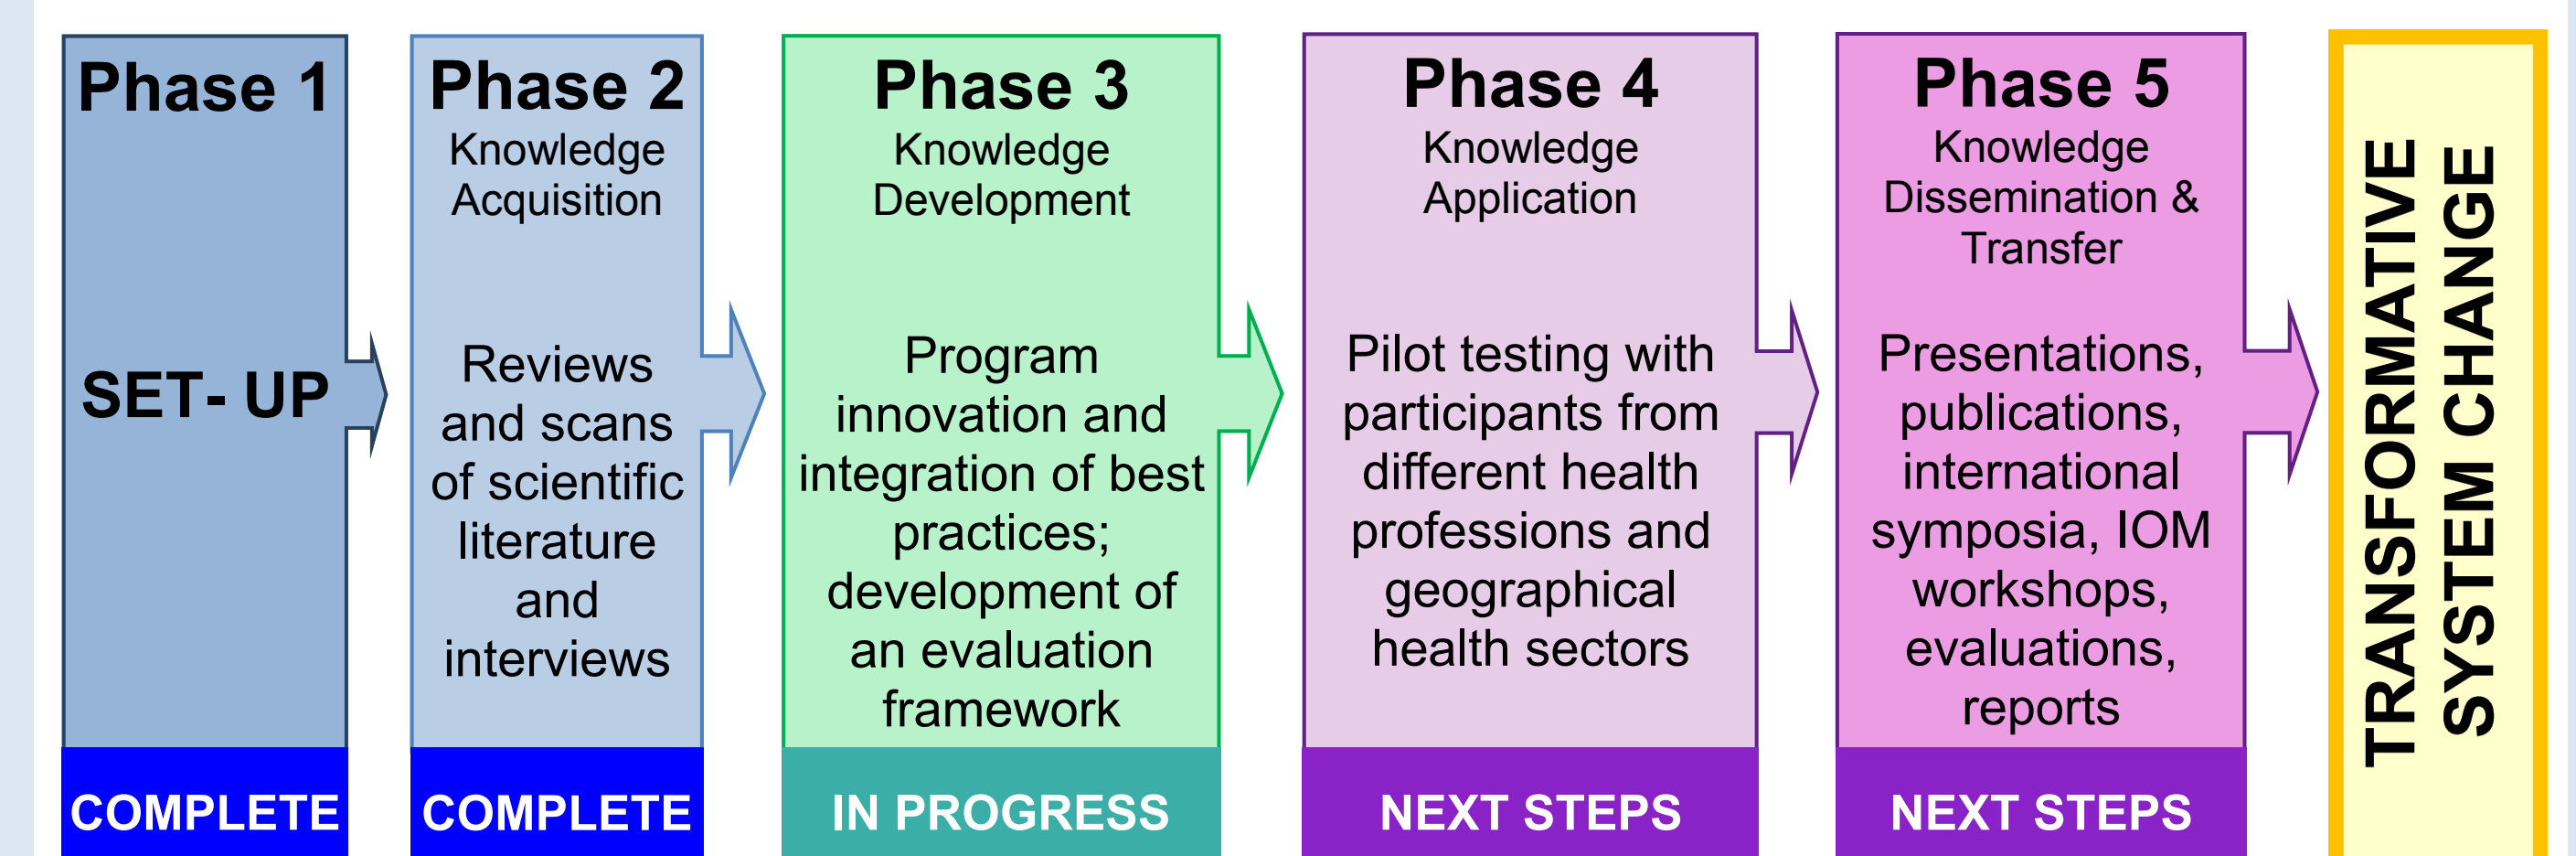 Phase 1
SET- UP
COMPLETE
Phase 2
Knowledge
Acquisition
Reviews
and scans
of scientific
literature
and
interviews
COMPLETE
Phase 3
Knowledge
Development
Program
innovation and
integration of best
practices;
development of
an evaluation
framework
IN PROGRESS
Phase 4
Knowledge
Application
Pilot testing with
participants from
different health
professions and
geographical
health sectors
NEXT STEPS
Phase 5
Knowledge
Dissemination &
Transfer
Presentations,
publications,
international
symposia, IOM
workshops,
evaluations,
reports
NEXT STEPS
TRANSFORMATIVE
SYSTEM CHANGE